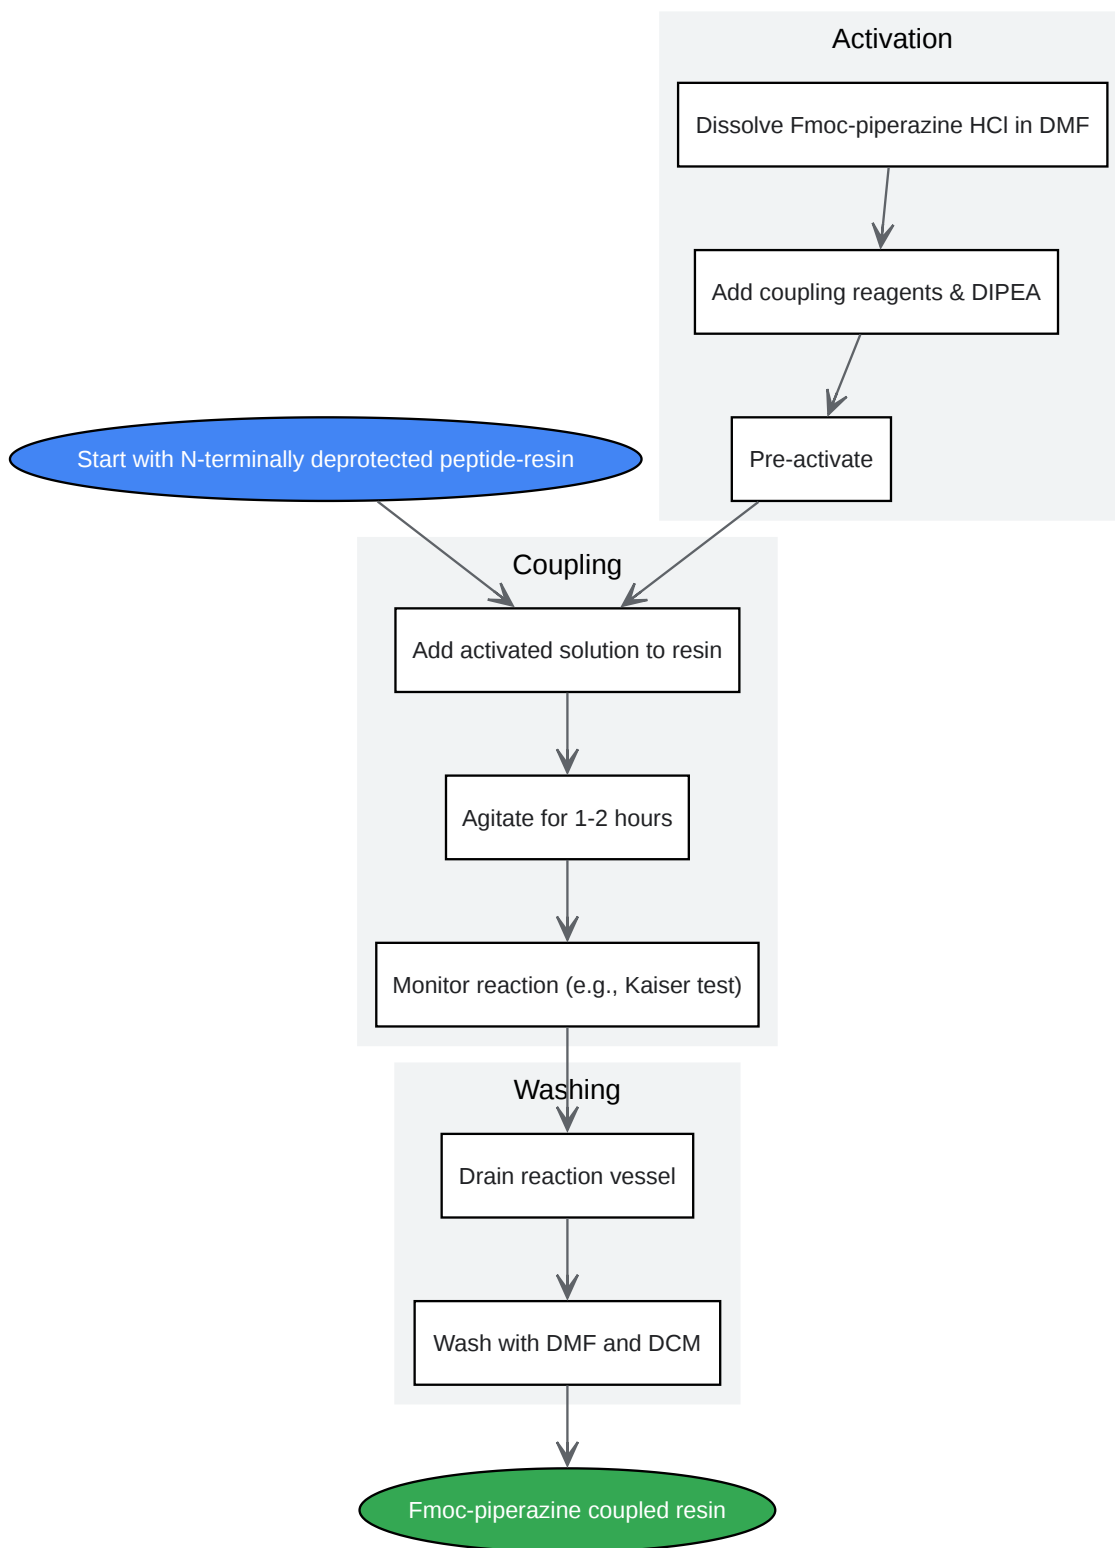 Activation
Dissolve Fmoc-piperazine HCl in DMF
Add coupling reagents & DIPEA
Pre-activate
Start with N-terminally deprotected peptide-resin
Coupling
Add activated solution to resin
Agitate for 1-2 hours
Monitor reaction (e.g., Kaiser test)
Washing
Drain reaction vessel
Wash with DMF and DCM
Fmoc-piperazine coupled resin